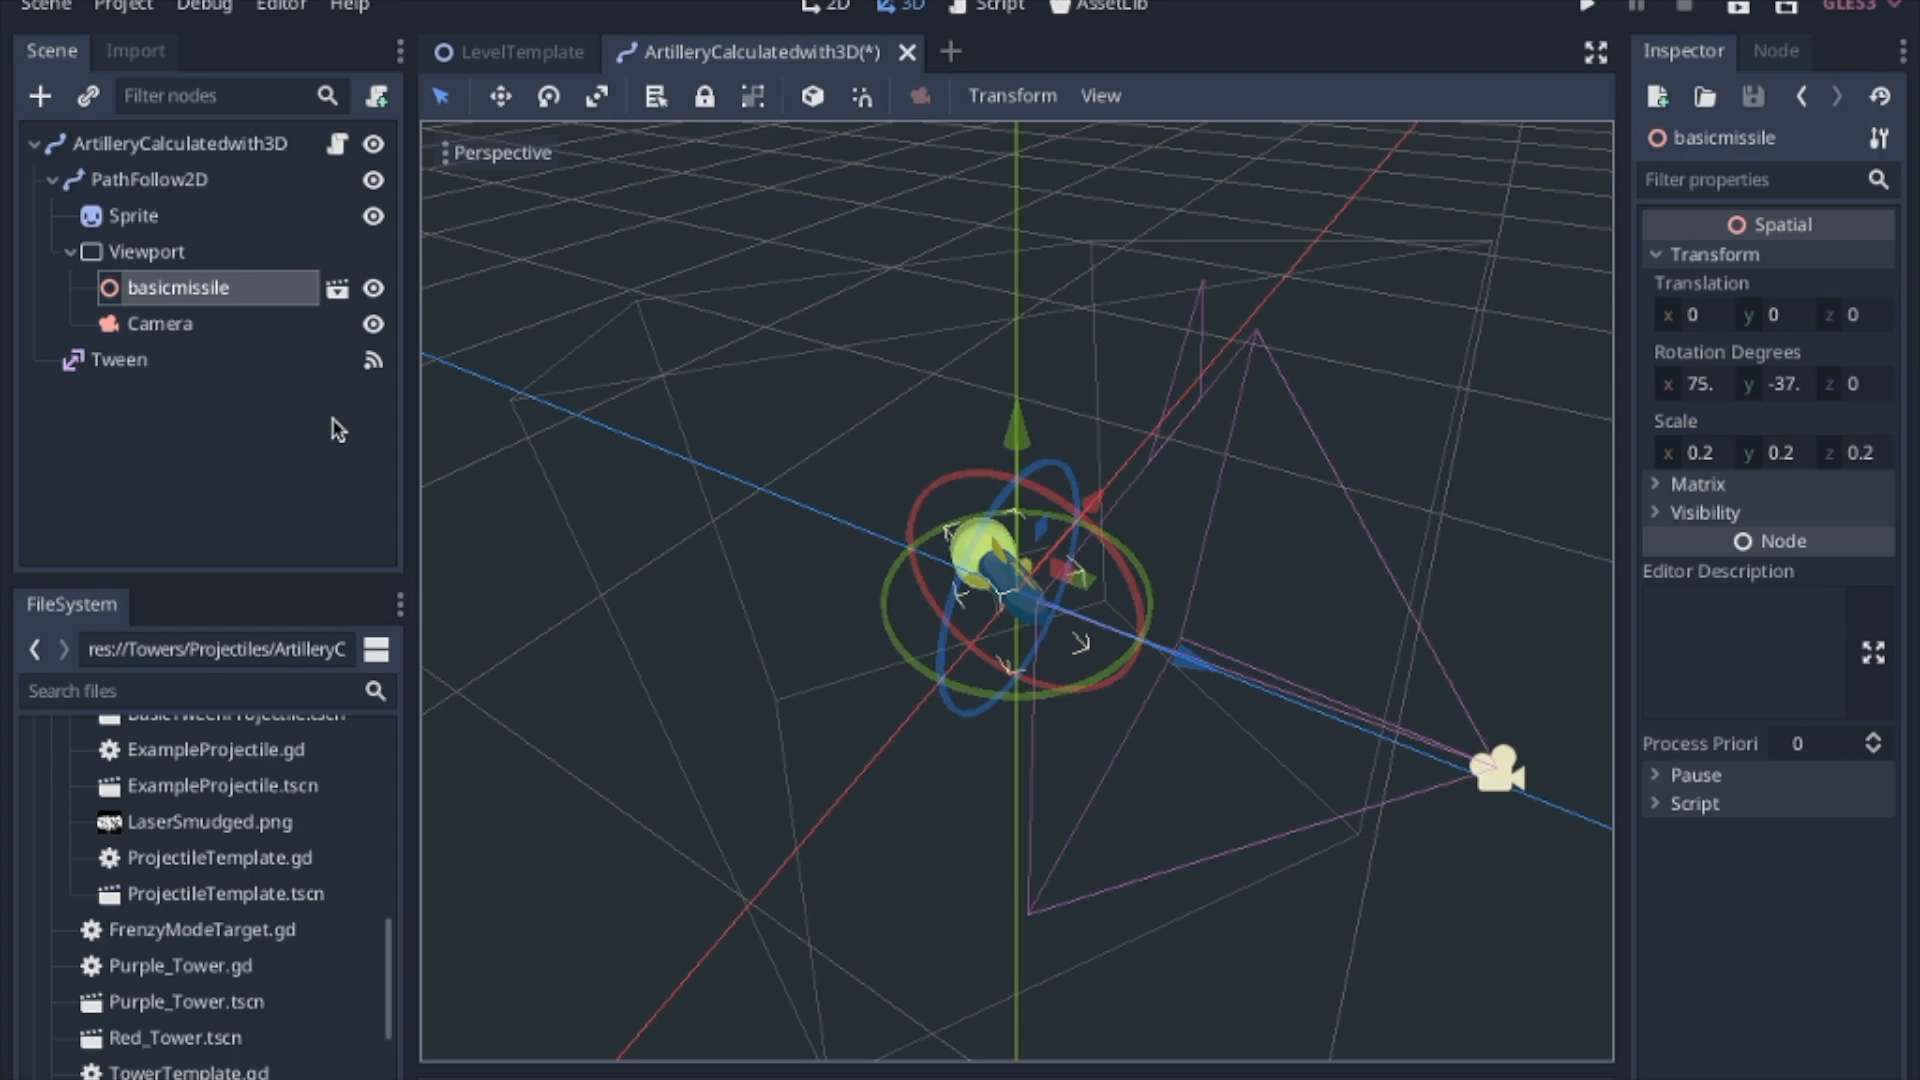 Scene Project Debug Editor Help
2D 3D Script AssetLib
GLES3
Scene Import
LevelTemplate ArtilleryCalculatedwith3D(*)
Inspector Node
Filter nodes
Transform View
ArtilleryCalculatedwith3D
PathFollow2D
Sprite
Viewport
basicmissile
Camera
Tween
Perspective
basicmissile
Filter properties
Spatial
Transform
Translation
x 0 y 0 z 0
Rotation Degrees
x 75. y -37. z 0
Scale
x 0.2 y 0.2 z 0.2
Matrix
Visibility
Node
Editor Description
Process Priori 0
Pause
Script
FileSystem
res://Towers/Projectiles/ArtilleryC
Search files
BasicTweenProjectile.tscn
ExampleProjectile.gd
ExampleProjectile.tscn
LaserSmudged.png
ProjectileTemplate.gd
ProjectileTemplate.tscn
FrenzyModeTarget.gd
Purple_Tower.gd
Purple_Tower.tscn
Red_Tower.tscn
TowerTemplate.gd